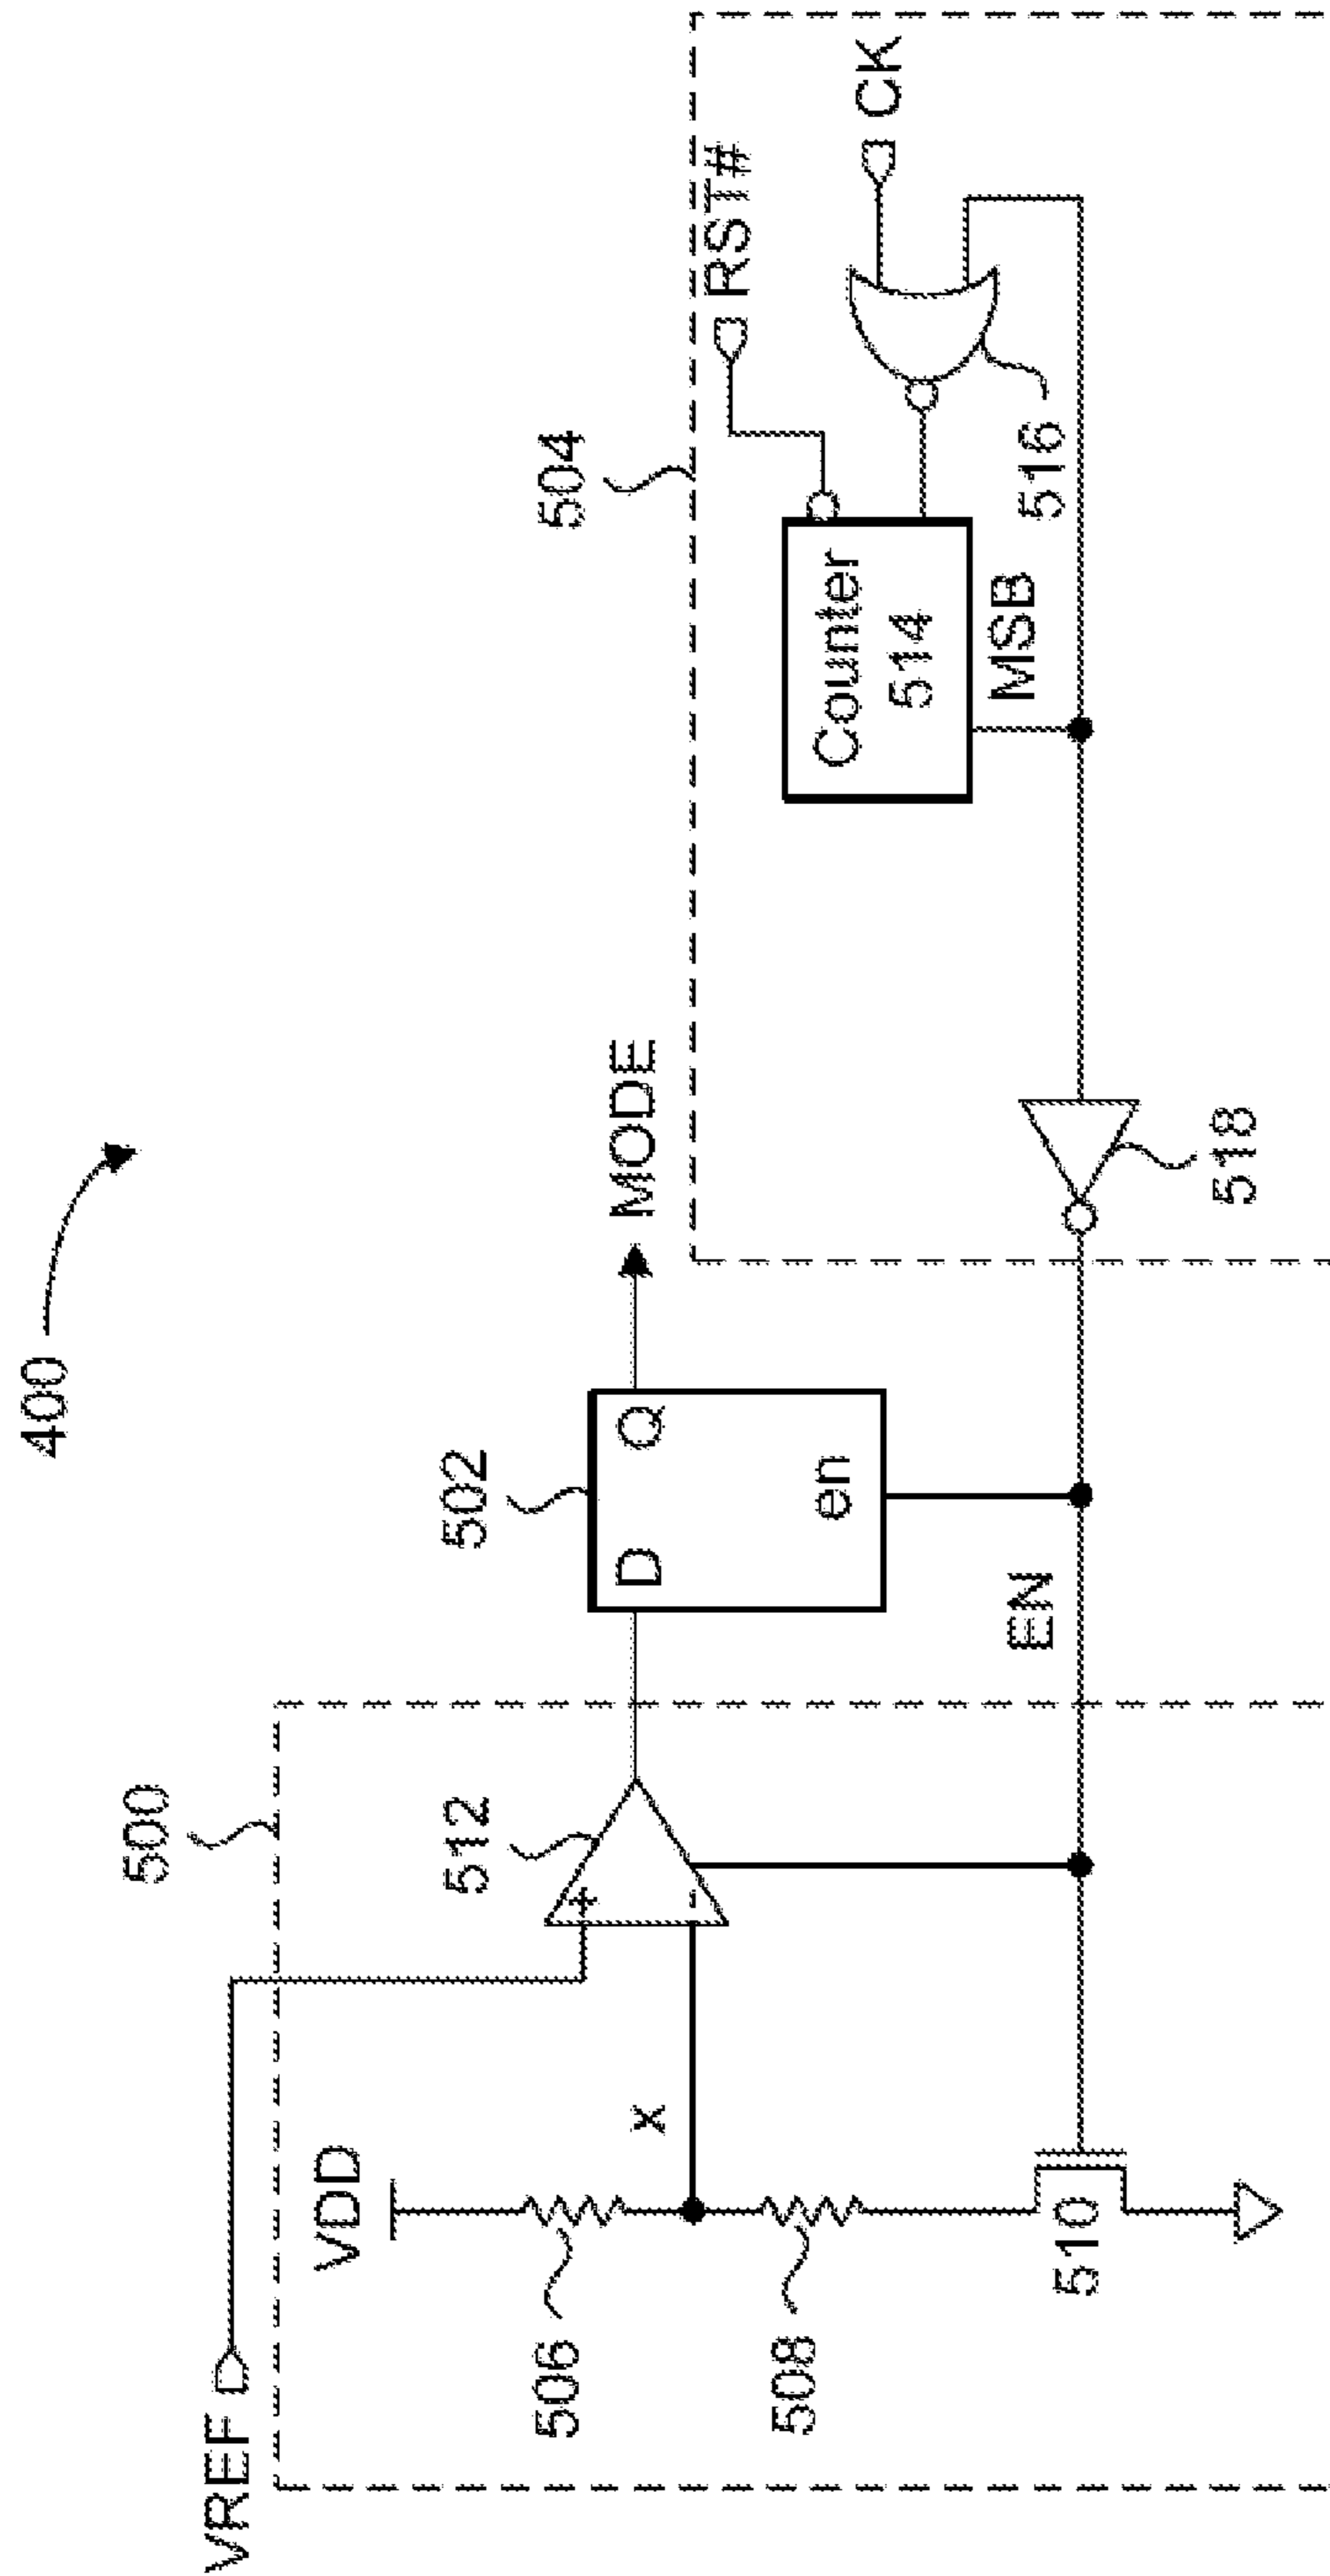 400
500
VREF
VDD
506
508
510
x
512
EN
502
D
Q
en
MODE
504
RST#
CK
Counter
514
MSB
516
518